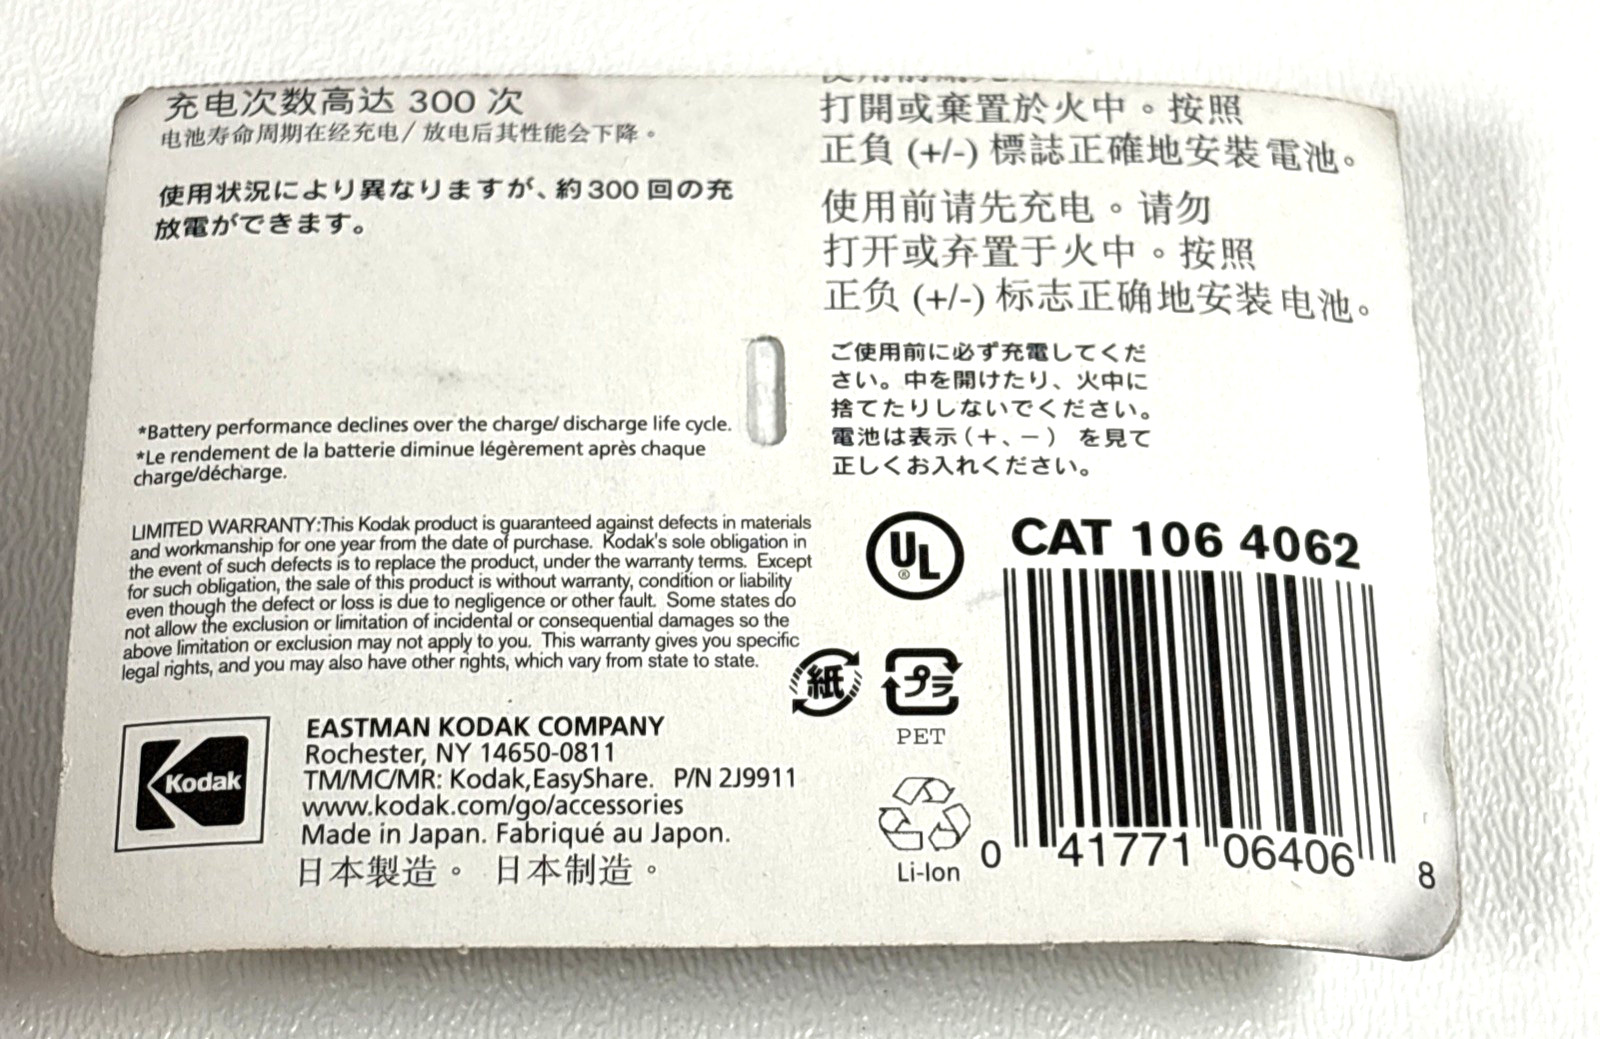 充电次数高达 300 次
电池寿命周期在经充电/ 放电后其性能会下降。
使用状況により異なりますが、約300 回の充
放電ができます。
*Battery performance declines over the charge/ discharge life cycle.
*Le rendement de la batterie diminue légèrement après chaque
charge/décharge.
LIMITED WARRANTY:This Kodak product is guaranteed against defects in materials
and workmanship for one year from the date of purchase. Kodak's sole obligation in
the event of such defects is to replace the product, under the warranty terms. Except
for such obligation, the sale of this product is without warranty, condition or liability
even though the defect or loss is due to negligence or other fault. Some states do
not allow the exclusion or limitation of incidental or consequential damages so the
above limitation or exclusion may not apply to you. This warranty gives you specific
legal rights, and you may also have other rights, which vary from state to state.
Kodak
EASTMAN KODAK COMPANY
Rochester, NY 14650-0811
TM/MC/MR: Kodak,EasyShare. P/N 2J9911
www.kodak.com/go/accessories
Made in Japan. Fabriqué au Japon.
日本製造。 日本制造。
打開或棄置於火中。按照
正負 (+/-) 標誌正確地安裝電池。
使用前请先充电。请勿
打开或弃置于火中。按照
正负 (+/-) 标志正确地安装电池。
ご使用前に必ず充電してくだ
さい。中を開けたり、火中に
捨てたりしないでください。
電池は表示(＋、－) を見て
正しくお入れください。
UL
®
CAT 106 4062
紙
プラ
PET
Li-Ion
0 41771 06406 8